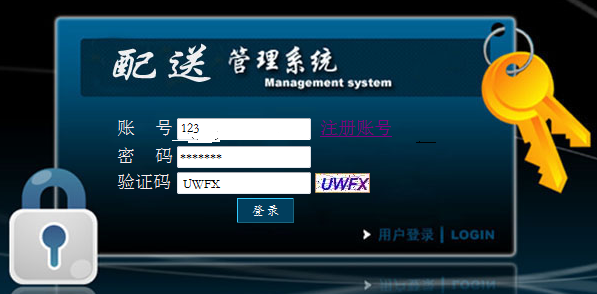 配送 管理系统
Management system
账 号 123 注册账号
密 码 *******
验证码 UWFX UWFX
登录
用户登录 | LOGIN